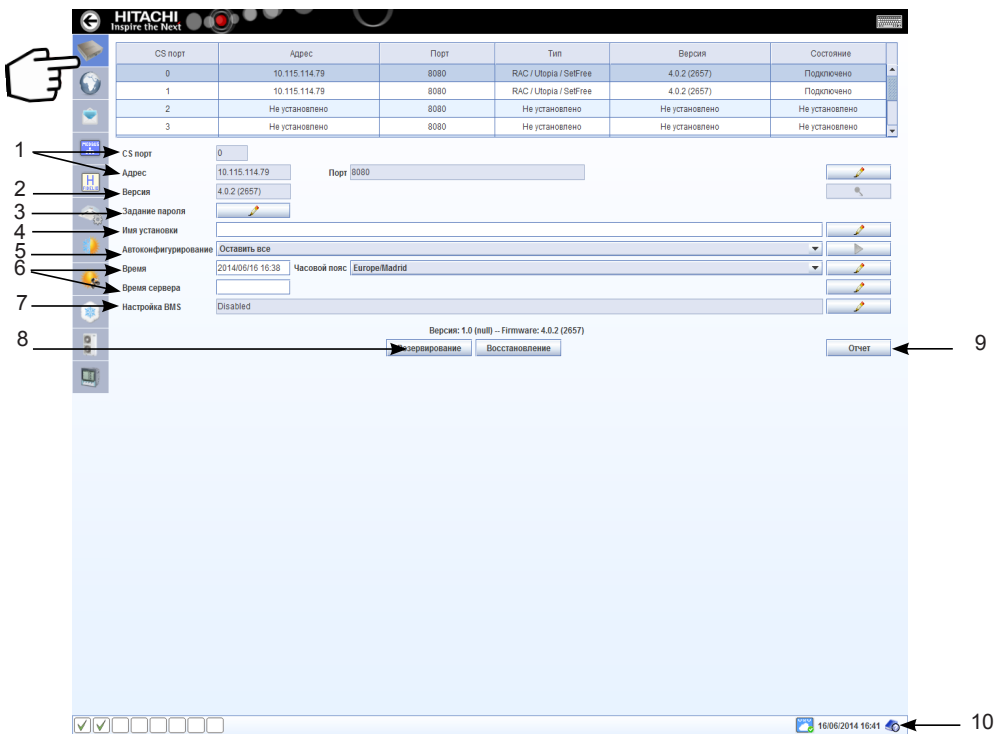 HITACHI
Inspire the Next
CS порт Адрес Порт Тип Версия Состояние
0 10.115.114.79 8080 RAC / Utopia / SetFree 4.0.2 (2657) Подключено
1 10.115.114.79 8080 RAC / Utopia / SetFree 4.0.2 (2657) Подключено
2 Не установлено 8080 Не установлено Не установлено Не установлено
3 Не установлено 8080 Не установлено Не установлено Не установлено
1 CS порт 0
Адрес 10.115.114.79 Порт 8080
2 Версия 4.0.2 (2657)
3 Задание пароля
4 Имя установки
5 Автоконфигурирование Оставить все
6 Время 2014/06/16 16:38 Часовой пояс Europe/Madrid
Время сервера
7 Настройка BMS Disabled
Версия: 1.0 (null) -- Firmware: 4.0.2 (2657)
8 Резервирование Восстановление Отчет 9
16/06/2014 16:41 10